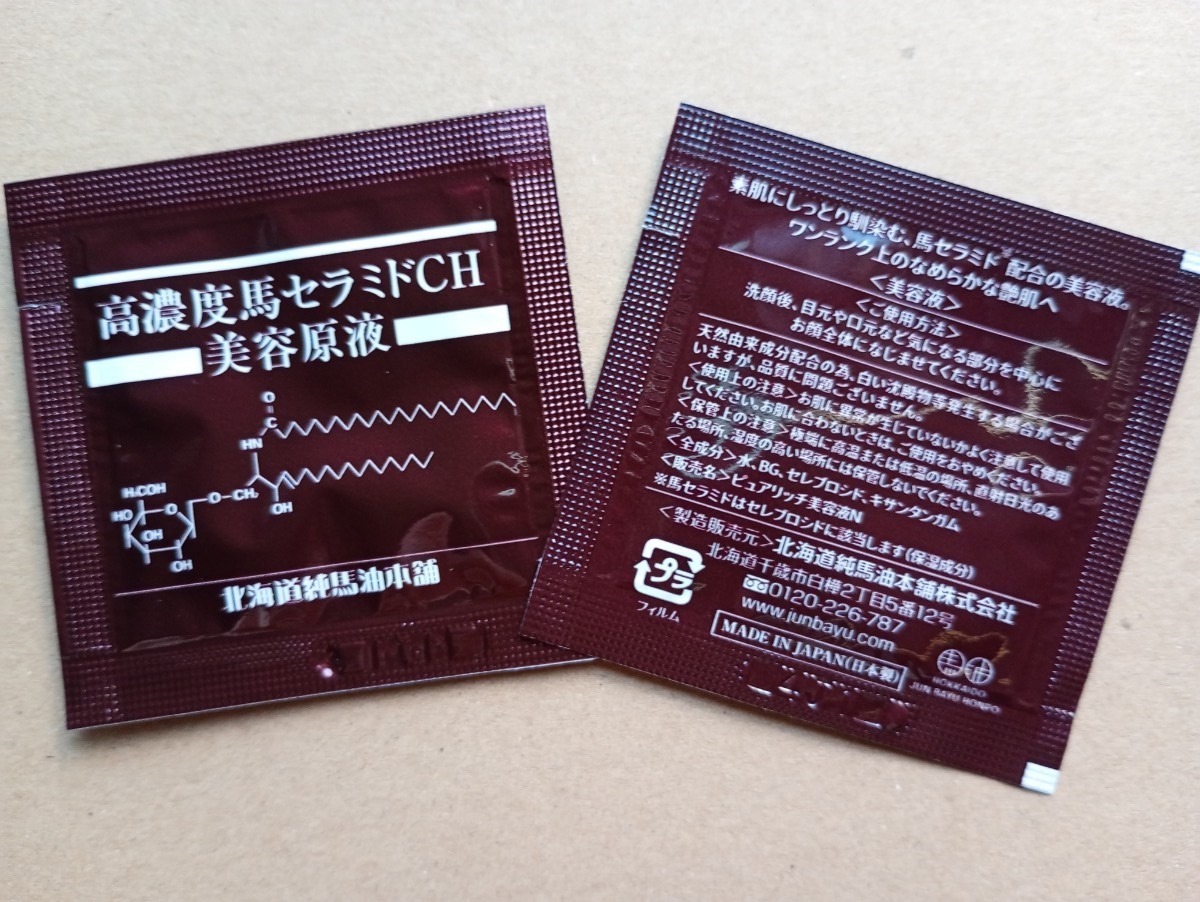 高濃度馬セラミドCH
美容原液
O
C
HN
H₂COH
O
O-CH₂
HO
OH
OH
OH
北海道純馬油本舗
素肌にしっとり馴染む、馬セラミド※配合の美容液。
ワンランク上のなめらかな艶肌へ
<美容液>
<ご使用方法>
洗顔後、目元や口元など気になる部分を中心に
お顔全体になじませてください。
天然由来成分配合の為、白い沈殿物等発生する場合がござ
いますが、品質に問題ございません。
<使用上の注意>お肌に異常が生じていないかよく注意して使用
してください。お肌に合わないときは、ご使用をおやめください。
<保管上の注意>極端に高温または低温の場所、直射日光のあ
たる場所、湿度の高い場所には保管しないでください。
<全成分>水、BG、セレブロシド、キサンタンガム
<販売名>ピュアリッチ美容液N
※馬セラミドはセレブロシドに該当します(保湿成分)
<製造販売元>北海道純馬油本舗株式会社
北海道千歳市白樺2丁目5番12号
0120-226-787
www.junbayu.com
MADE IN JAPAN(日本製)
プラ
フィルム
HOKKAIDO
JUN BAYU HONPO